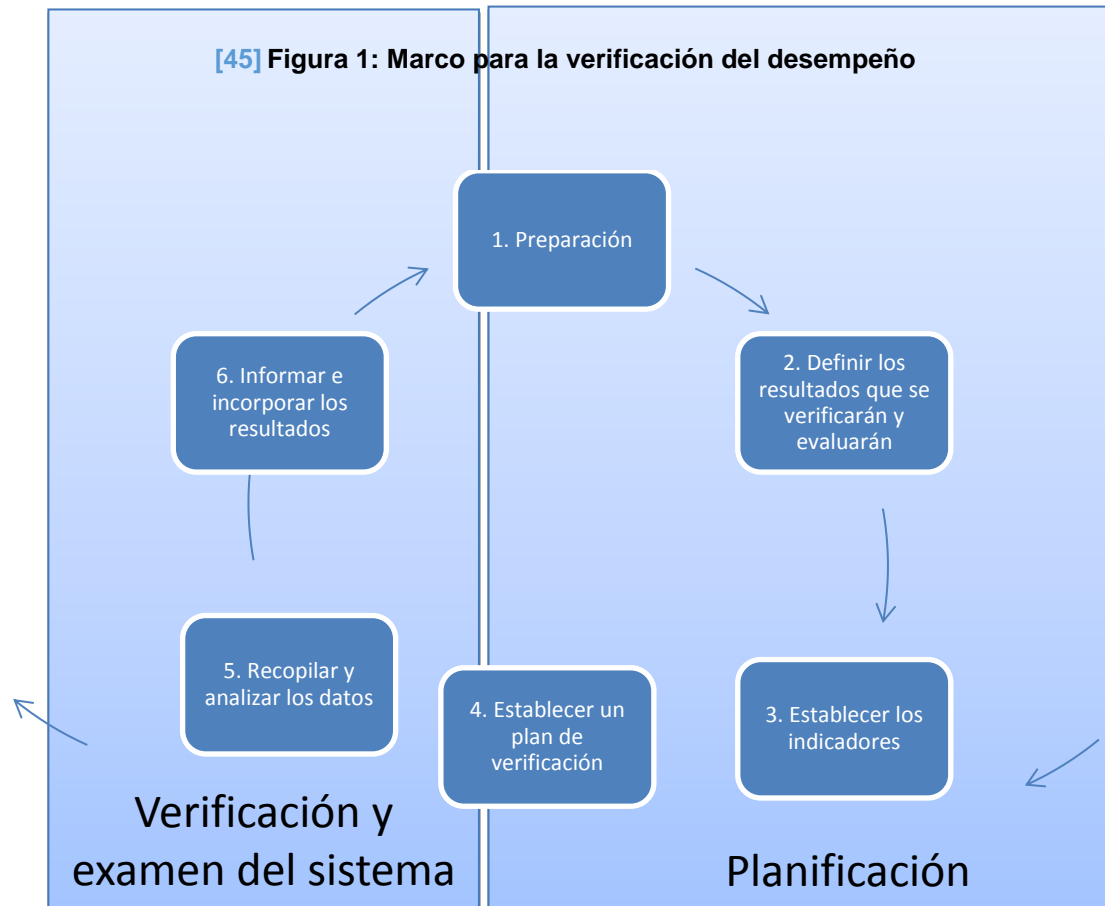 [45] Figura 1: Marco para la verificación del desempeño
1. Preparación
2. Definir los
resultados que se
verificarán y
evaluarán
3. Establecer los
indicadores
4. Establecer un
plan de
verificación
5. Recopilar y
analizar los datos
6. Informar e
incorporar los
resultados
Verificación y
examen del sistema
Planificación